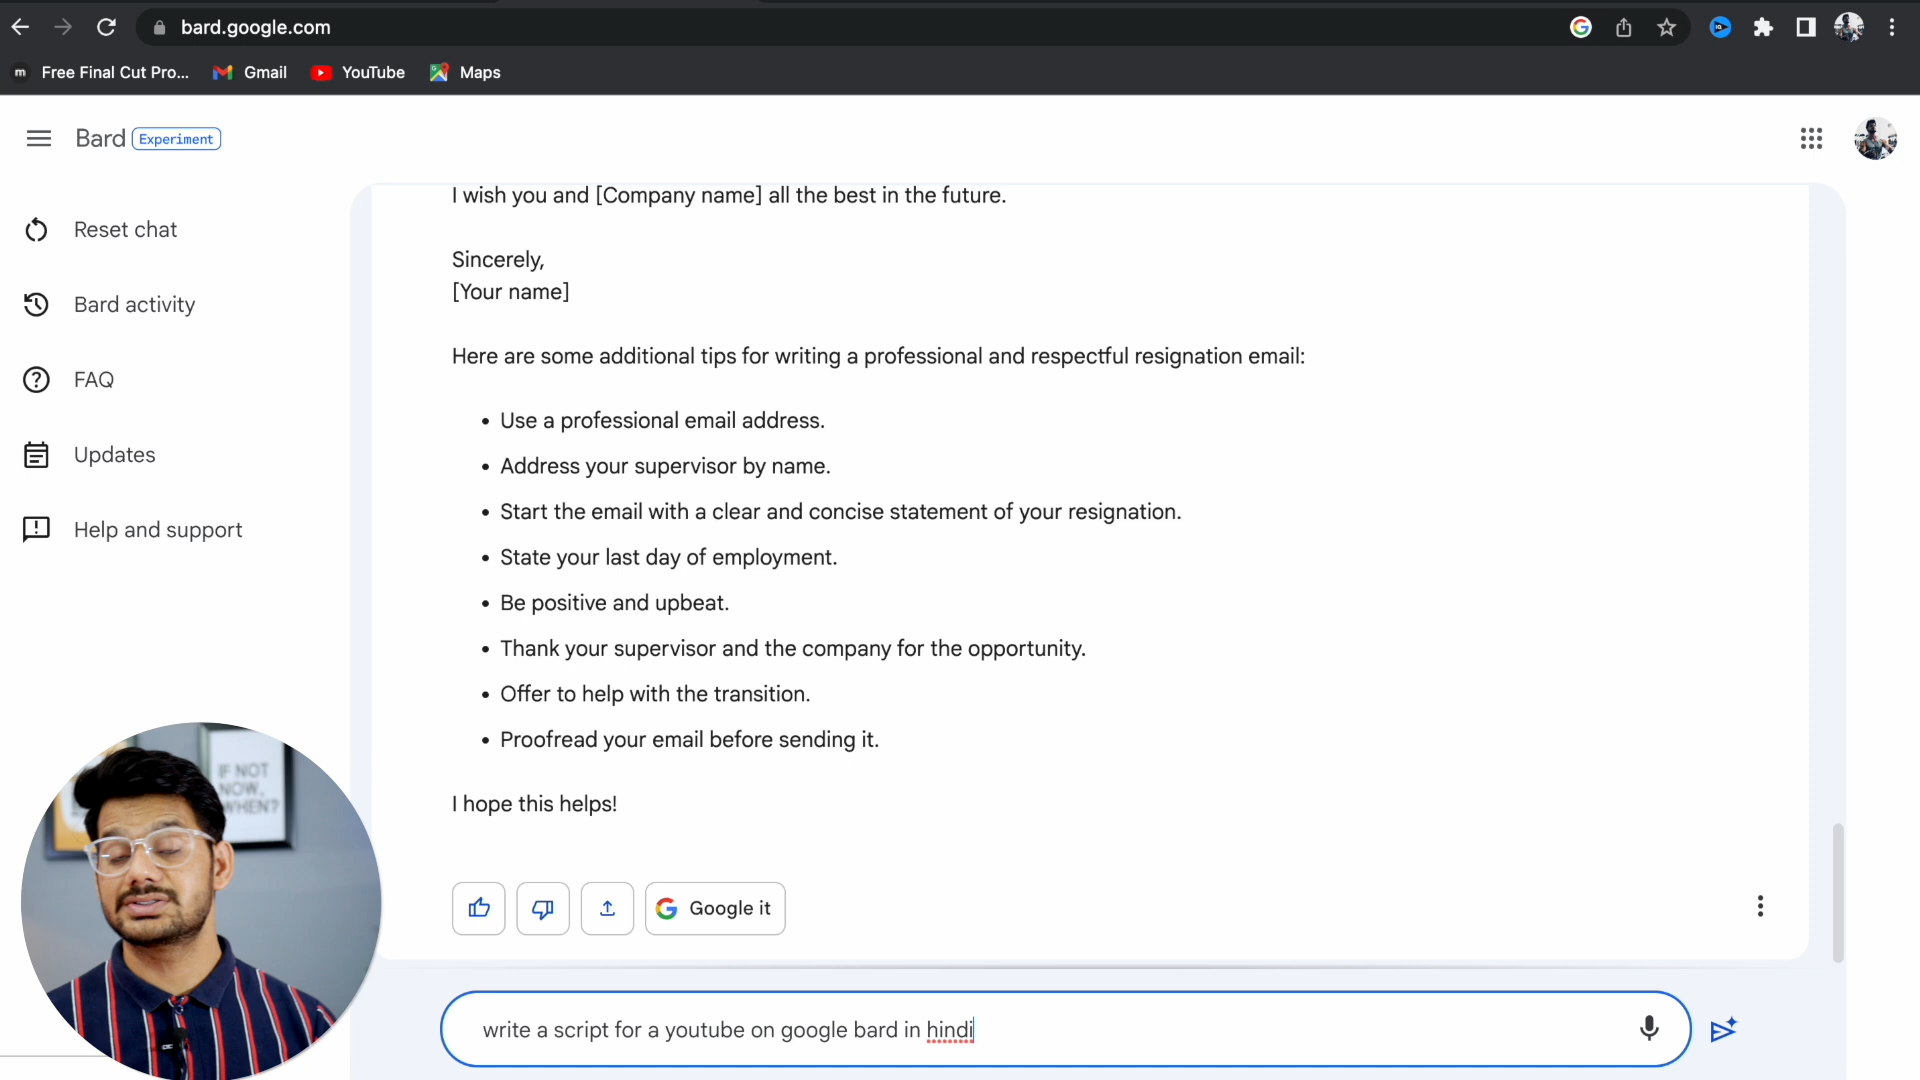 bard.google.com
Free Final Cut Pro...
Gmail
YouTube
Maps
Bard
Experiment
Reset chat
Bard activity
FAQ
Updates
Help and support
I wish you and [Company name] all the best in the future.
Sincerely,
[Your name]
Here are some additional tips for writing a professional and respectful resignation email:
• Use a professional email address.
• Address your supervisor by name.
• Start the email with a clear and concise statement of your resignation.
• State your last day of employment.
• Be positive and upbeat.
• Thank your supervisor and the company for the opportunity.
• Offer to help with the transition.
• Proofread your email before sending it.
I hope this helps!
Google it
write a script for a youtube on google bard in hindi
IF NOT
NOW,
WHEN?